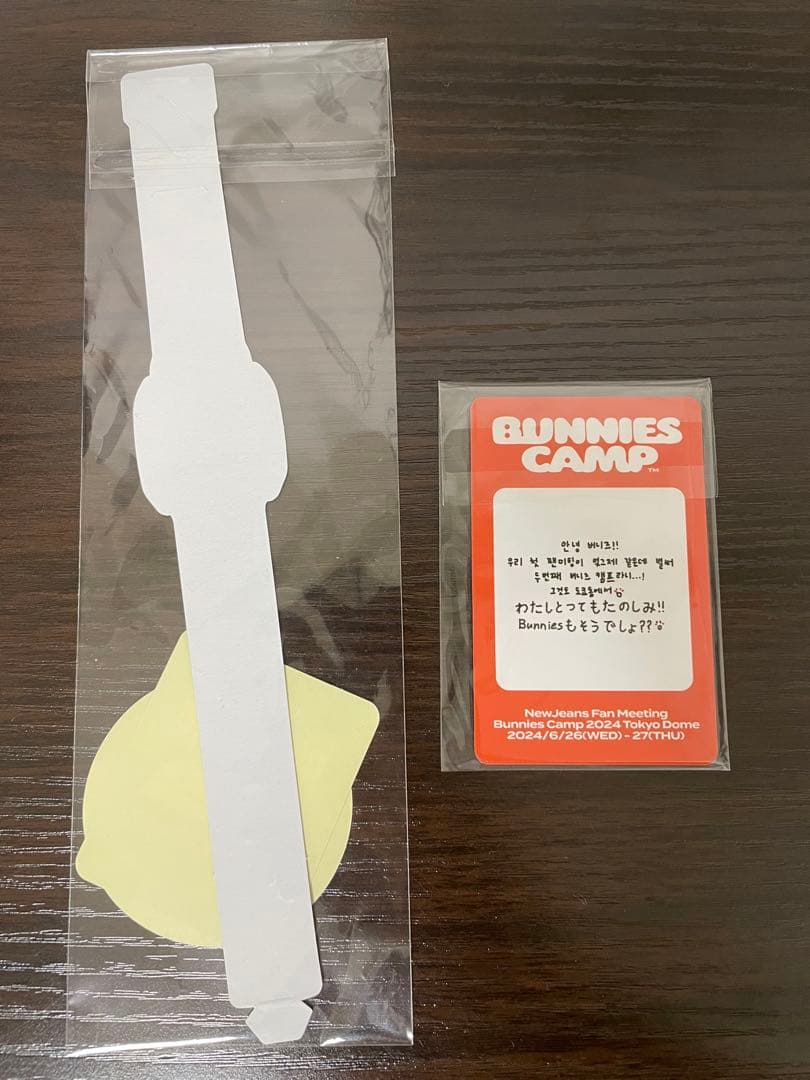 BUNNIES
CAMP™
안녕 버니즈!!
우리 첫 팬미팅이 엊그제 같은데 벌써
두번째 버니즈 캠프라니...!
그것도 도쿄돔에서
わたしとってもたのしみ!!
Bunniesもそうでしょ??
NewJeans Fan Meeting
Bunnies Camp 2024 Tokyo Dome
2024/6/26(WED) - 27(THU)